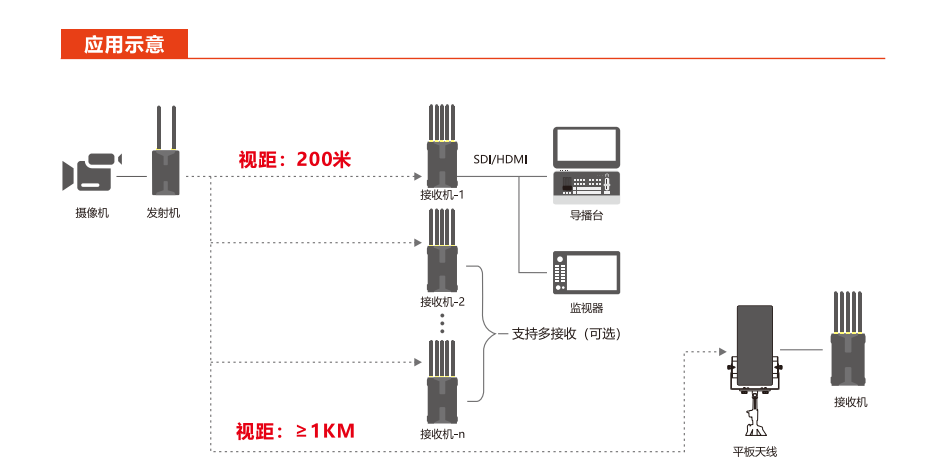 应用示意
视距：200米
SDI/HDMI
接收机-1
摄像机
发射机
导播台
接收机-2
监视器
支持多接收（可选）
接收机
视距：≥1KM
接收机-n
平板天线